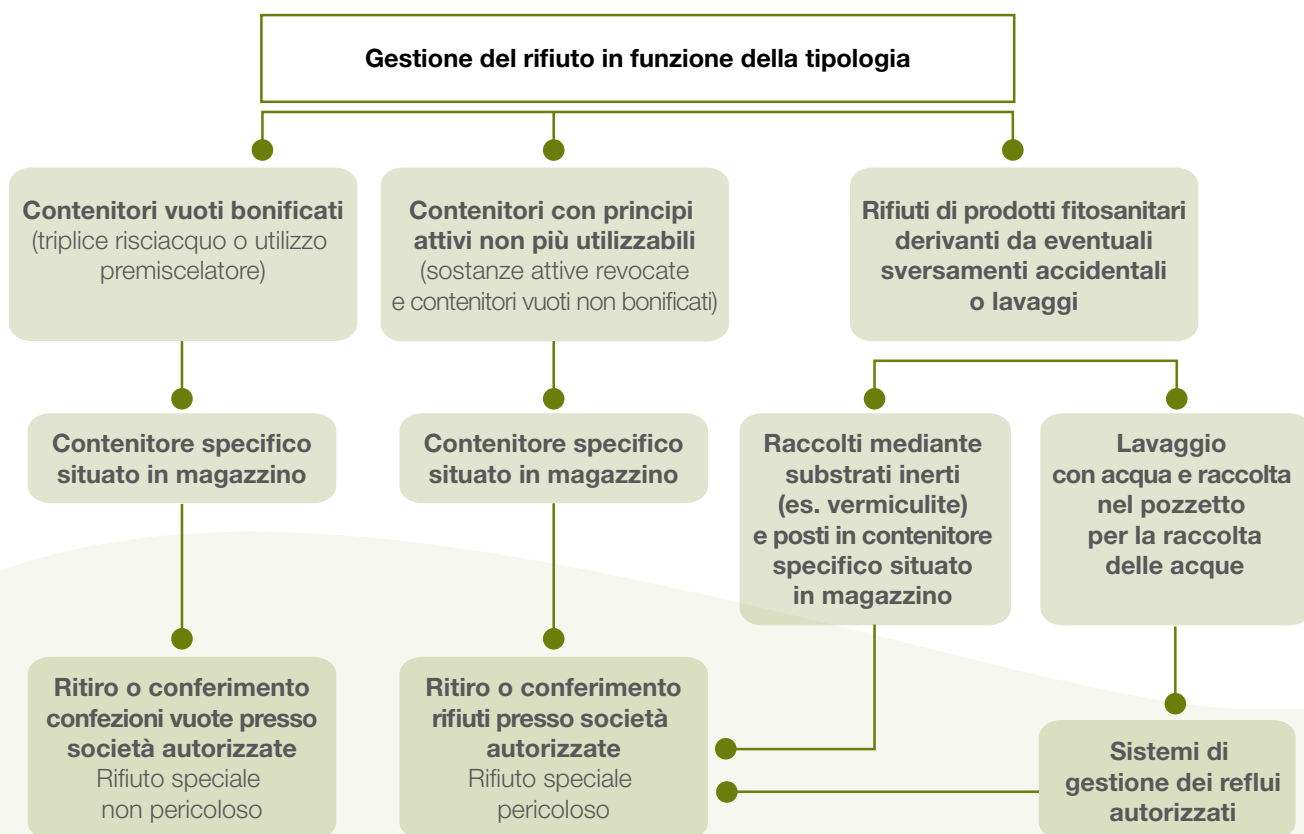 Gestione del rifiuto in funzione della tipologia
Contenitori vuoti bonificati
(triplice risciacquo o utilizzo
premiscelatore)
Contenitori con principi
attivi non più utilizzabili
(sostanze attive revocate
e contenitori vuoti non bonificati)
Rifiuti di prodotti fitosanitari
derivanti da eventuali
sversamenti accidentali
o lavaggi
Contenitore specifico
situato in magazzino
Contenitore specifico
situato in magazzino
Raccolti mediante
substrati inerti
(es. vermiculite)
e posti in contenitore
specifico situato
in magazzino
Lavaggio
con acqua e raccolta
nel pozzetto
per la raccolta
delle acque
Ritiro o conferimento
confezioni vuote presso
società autorizzate
Rifiuto speciale
non pericoloso
Ritiro o conferimento
rifiuti presso società
autorizzate
Rifiuto speciale
pericoloso
Sistemi di
gestione dei reflui
autorizzati